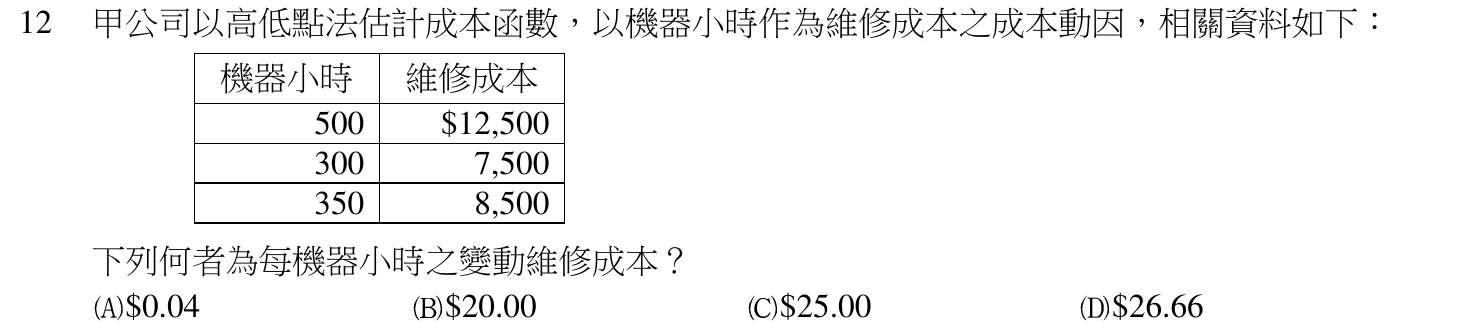 12 甲公司以高低點法估計成本函數，以機器小時作為維修成本之成本動因，相關資料如下：
機器小時 維修成本
500 $12,500
300 7,500
350 8,500
下列何者為每機器小時之變動維修成本？
(A)$0.04 (B)$20.00 (C)$25.00 (D)$26.66